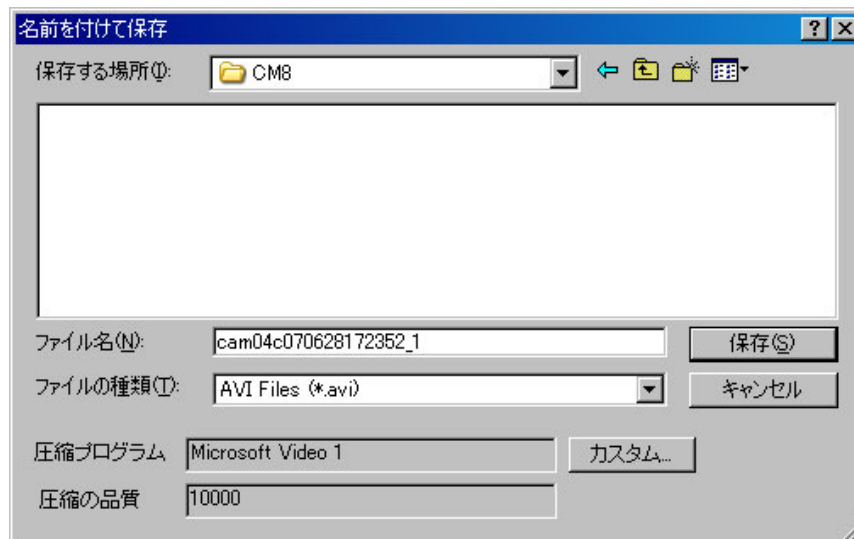 名前を付けて保存
保存する場所(I): CM8
ファイル名(N): cam04c070628172352_1 保存(S)
ファイルの種類(T): AVI Files (*.avi) キャンセル
圧縮プログラム Microsoft Video 1 カスタム...
圧縮の品質 10000